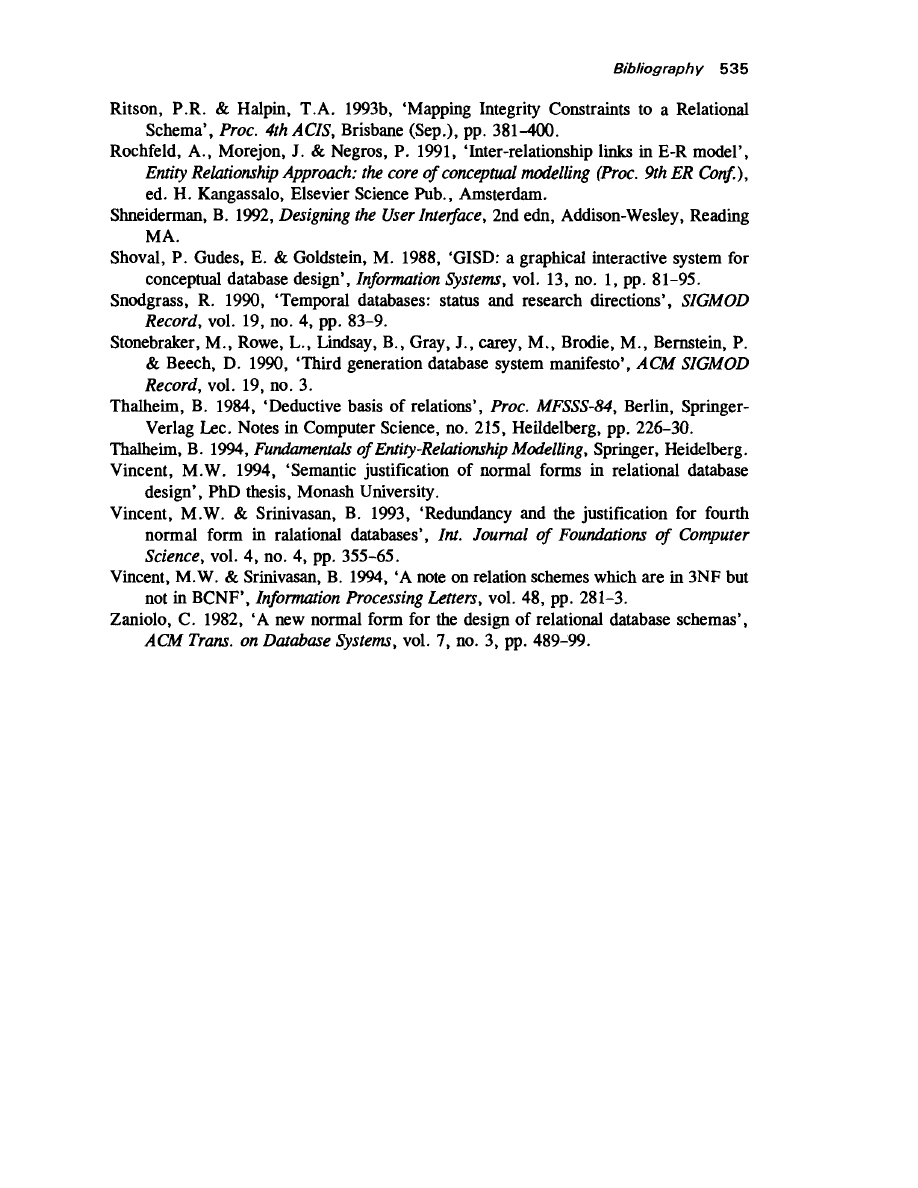 Bibliography 535
Ritson, P.R. & Halpin, T.A. 1993b, ‘Mapping Integrity Constraints to a Relational
Schema’, Proc. 4th ACIS, Brisbane (Sep.), pp. 381–400.
Rochfeld, A., Morejon, J. & Negros, P. 1991, ‘Inter-relationship links in E-R model’,
Entity Relationship Approach: the core of conceptual modelling (Proc. 9th ER Conf.),
ed. H. Kangassalo, Elsevier Science Pub., Amsterdam.
Shneiderman, B. 1992, Designing the User Interface, 2nd edn, Addison-Wesley, Reading
MA.
Shoval, P. Gudes, E. & Goldstein, M. 1988, ‘GISD: a graphical interactive system for
conceptual database design’, Information Systems, vol. 13, no. 1, pp. 81–95.
Snodgrass, R. 1990, ‘Temporal databases: status and research directions’, SIGMOD
Record, vol. 19, no. 4, pp. 83–9.
Stonebraker, M., Rowe, L., Lindsay, B., Gray, J., carey, M., Brodie, M., Bernstein, P.
& Beech, D. 1990, ‘Third generation database system manifesto’, ACM SIGMOD
Record, vol. 19, no. 3.
Thalheim, B. 1984, ‘Deductive basis of relations’, Proc. MFSSS-84, Berlin, Springer-
Verlag Lec. Notes in Computer Science, no. 215, Heildelberg, pp. 226–30.
Thalheim, B. 1994, Fundamentals of Entity-Relationship Modelling, Springer, Heidelberg.
Vincent, M.W. 1994, ‘Semantic justification of normal forms in relational database
design’, PhD thesis, Monash University.
Vincent, M.W. & Srinivasan, B. 1993, ‘Redundancy and the justification for fourth
normal form in ralational databases’, Int. Journal of Foundations of Computer
Science, vol. 4, no. 4, pp. 355–65.
Vincent, M.W. & Srinivasan, B. 1994, ‘A note on relation schemes which are in 3NF but
not in BCNF’, Information Processing Letters, vol. 48, pp. 281–3.
Zaniolo, C. 1982, ‘A new normal form for the design of relational database schemas’,
ACM Trans. on Database Systems, vol. 7, no. 3, pp. 489–99.